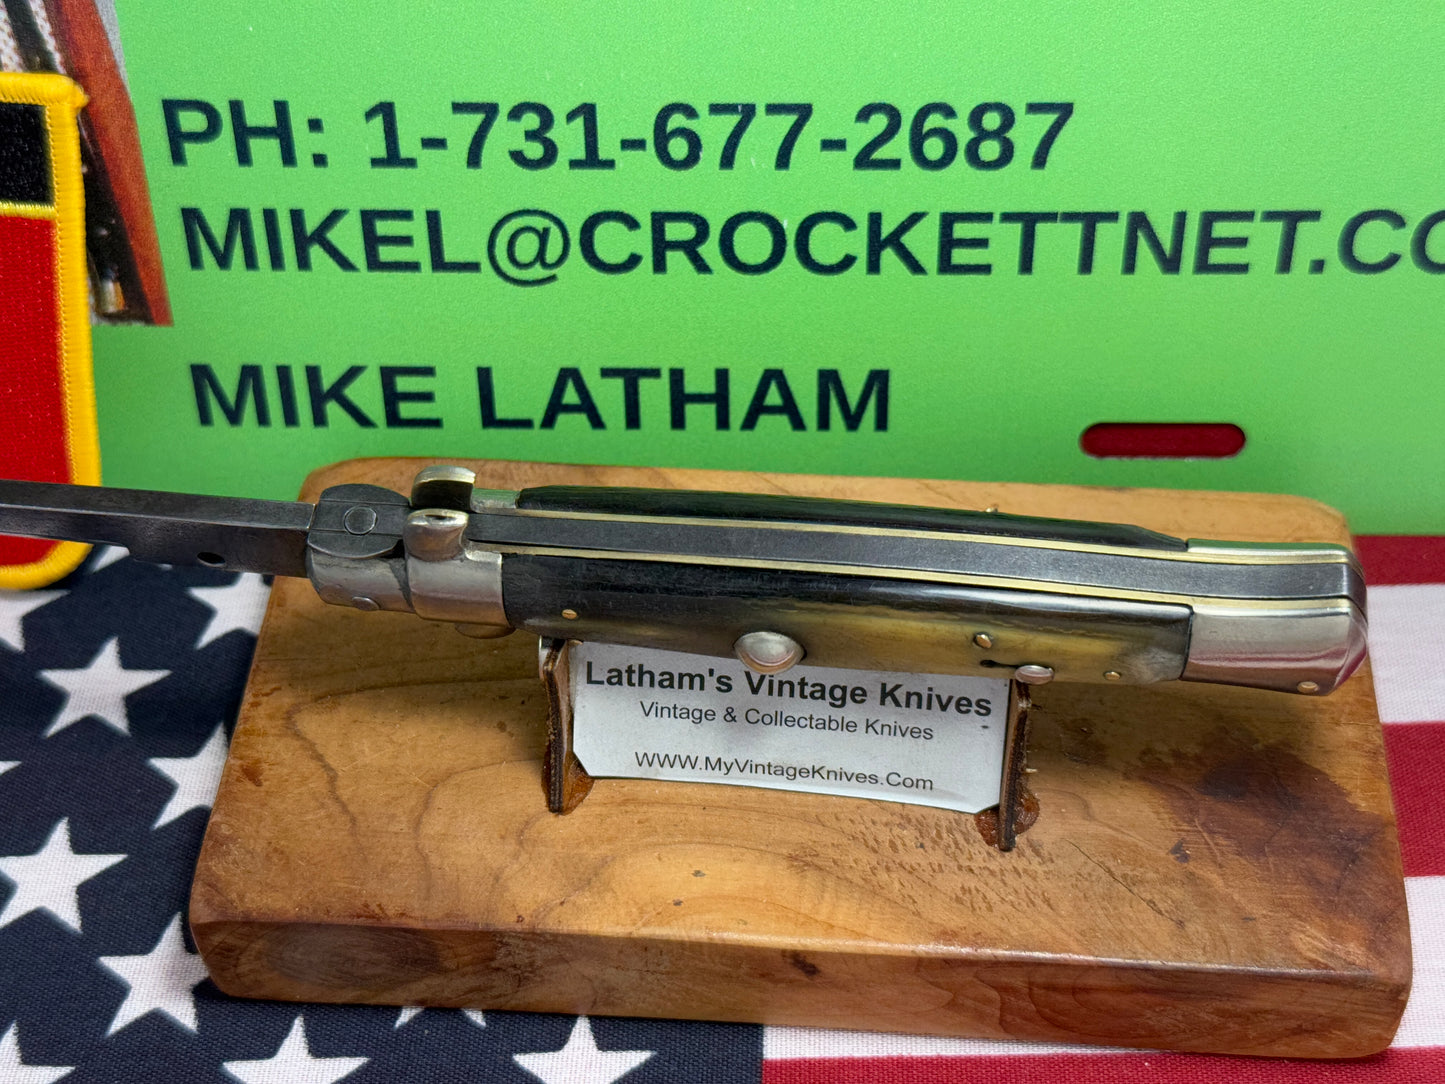 PH: 1-731-677-2687
MIKEL@CROCKETTNET.CO
MIKE LATHAM
Latham's Vintage Knives
Vintage & Collectable Knives
WWW.MyVintageKnives.Com